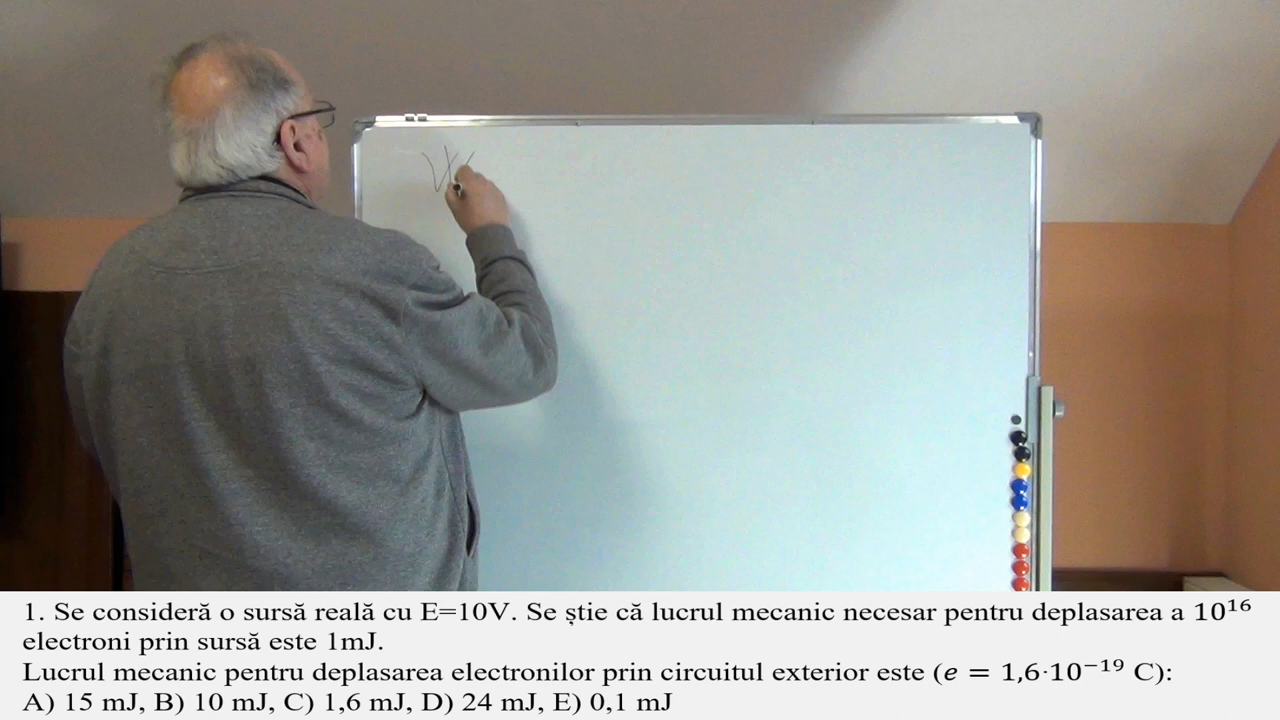 W
1. Se consideră o sursă reală cu E=10V. Se știe că lucrul mecanic necesar pentru deplasarea a 10¹⁶
electroni prin sursă este 1mJ.
Lucrul mecanic pentru deplasarea electronilor prin circuitul exterior este (e = 1,6·10⁻¹⁹ C):
A) 15 mJ, B) 10 mJ, C) 1,6 mJ, D) 24 mJ, E) 0,1 mJ